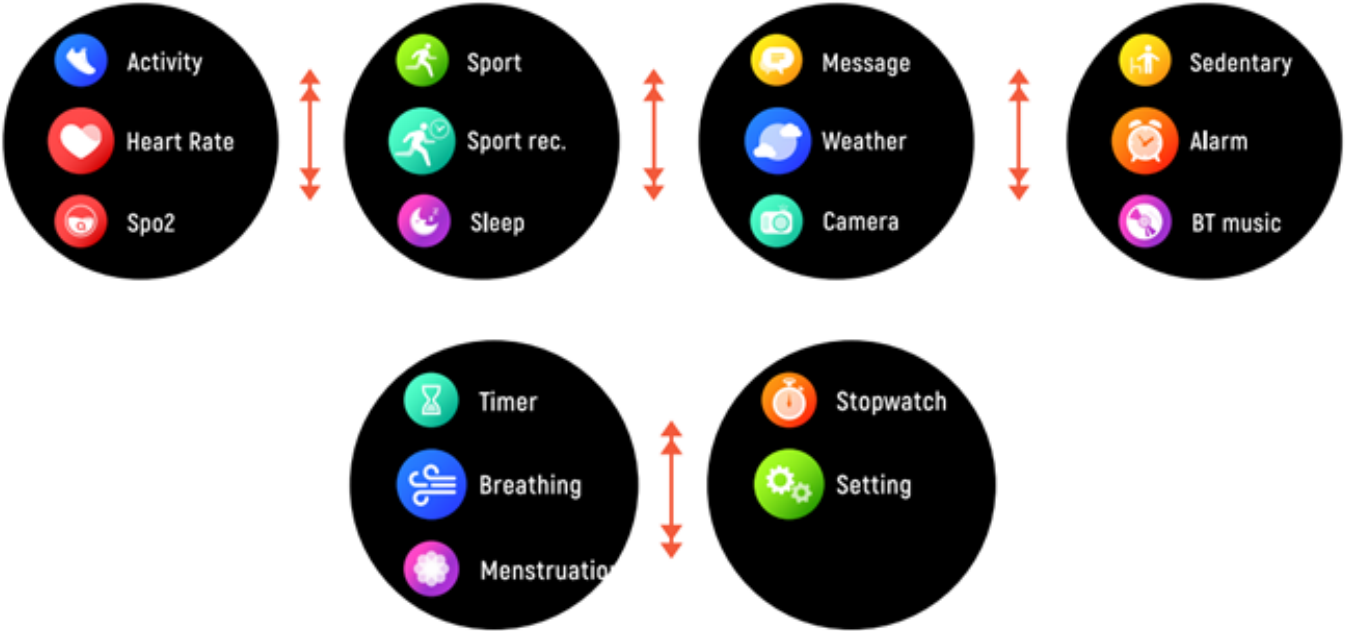 Activity
Heart Rate
Spo2
Sport
Sport rec.
Sleep
Message
Weather
Camera
Sedentary
Alarm
BT music
Timer
Breathing
Menstruation
Stopwatch
Setting